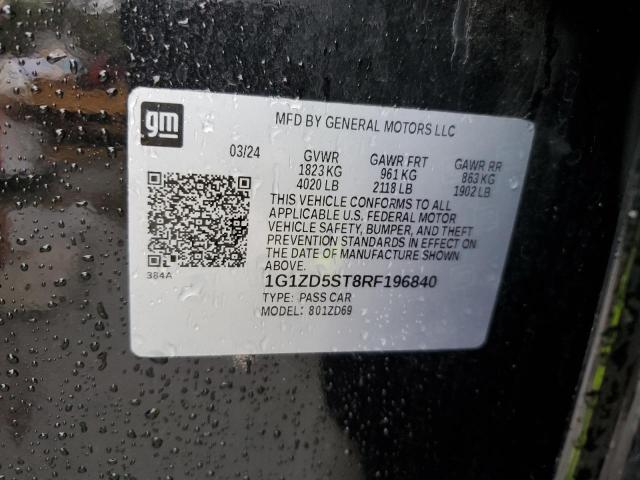 gm
MFD BY GENERAL MOTORS LLC
03/24 GVWR GAWR FRT GAWR RR
1823 KG 961 KG 863 KG
4020 LB 2118 LB 1902 LB
THIS VEHICLE CONFORMS TO ALL
APPLICABLE U.S. FEDERAL MOTOR
VEHICLE SAFETY, BUMPER, AND THEFT
PREVENTION STANDARDS IN EFFECT ON
THE DATE OF MANUFACTURE SHOWN
ABOVE.
384A
1G1ZD5ST8RF196840
TYPE: PASS CAR
MODEL: 801ZD69